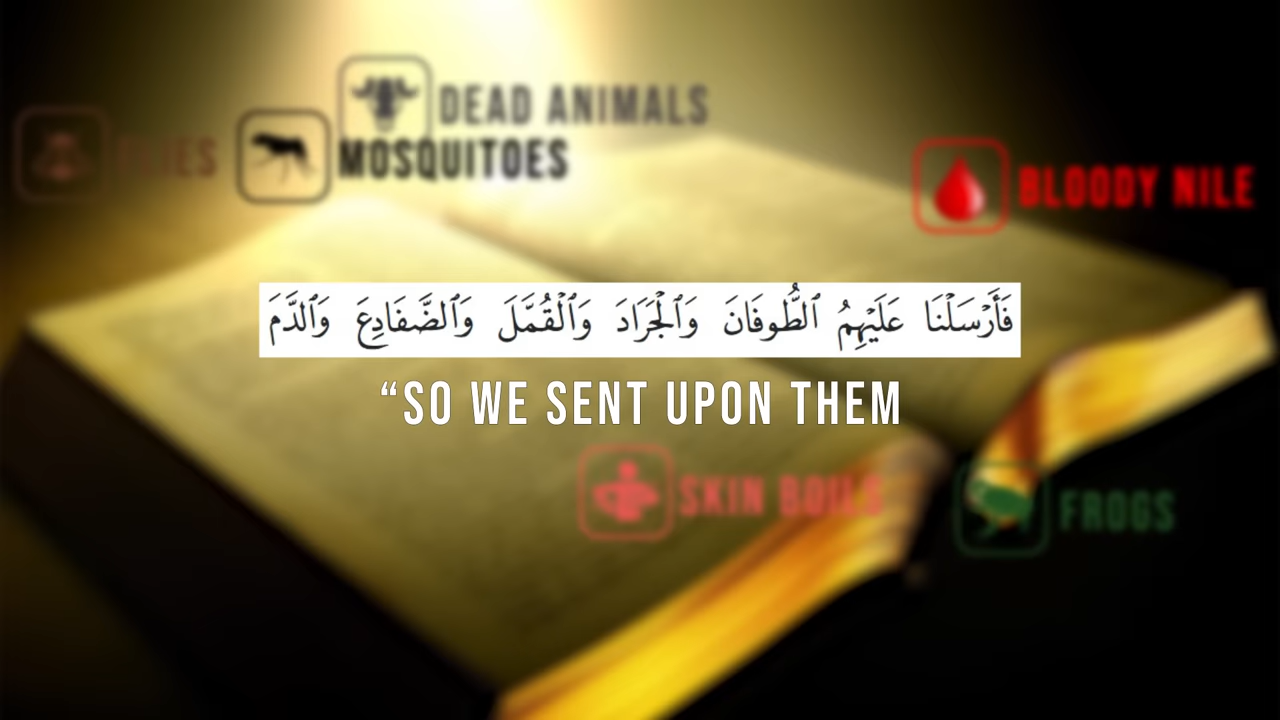 DEAD ANIMALS
FLIES
MOSQUITOES
BLOODY NILE
فَأَرْسَلْنَا عَلَيْهِمُ ٱلطُّوفَانَ وَٱلْجَرَادَ وَٱلْقُمَّلَ وَٱلضَّفَادِعَ وَٱلدَّمَ
“SO WE SENT UPON THEM
SKIN BOILS
FROGS